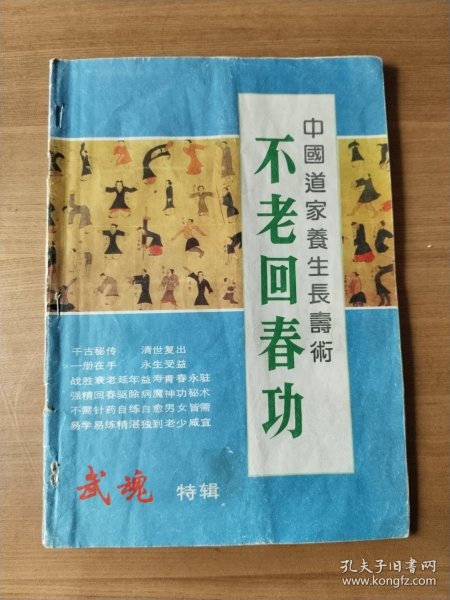 中國道家養生長壽術
不老回春功
千古秘传 清世复出
一册在手 永生受益
战胜衰老延年益寿青春永驻
强精回春驱除病魔神功秘术
不需针药自练自愈男女皆需
易学易练精湛独到老少咸宜
武魂 特辑
孔夫子旧书网
www.kongfz.com